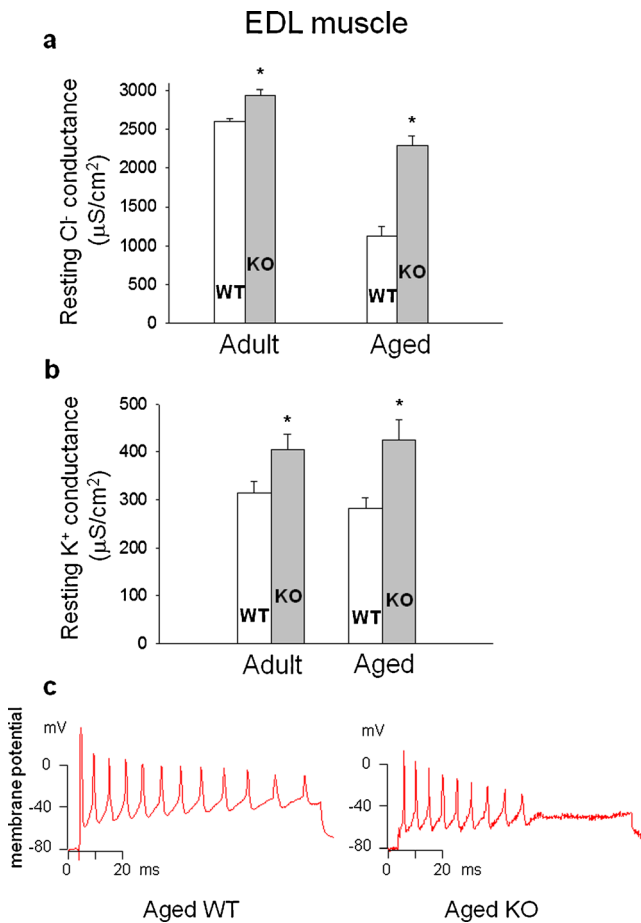 EDL muscle
a
Resting Cl- conductance
(µS/cm²)
3000
2500
2000
1500
1000
500
0
*
*
WT
KO
WT
KO
Adult
Aged
b
Resting K+ conductance
(µS/cm²)
500
400
300
200
100
0
*
*
WT
KO
WT
KO
Adult
Aged
c
membrane potential
mV
0
-40
-80
0
20
ms
Aged WT
mV
0
-40
-80
0
20
ms
Aged KO